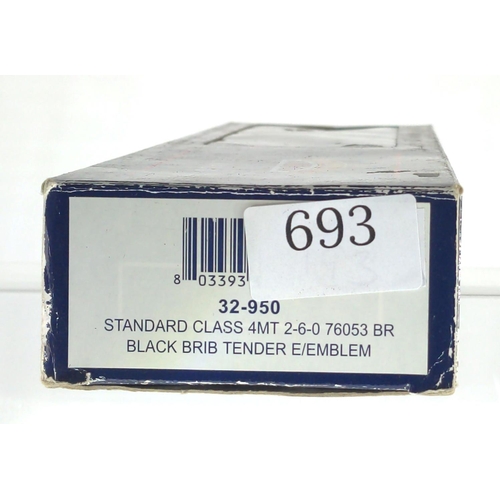 693
8 03393
32-950
STANDARD CLASS 4MT 2-6-0 76053 BR
BLACK BRIB TENDER E/EMBLEM